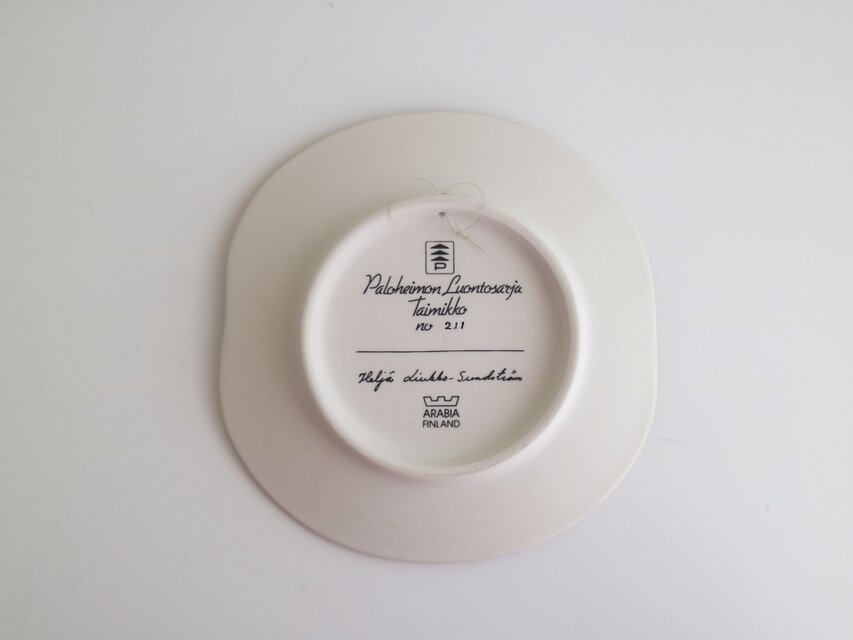 P
Paloheimon Luontosarja
Taimikko
no 211
Heljä Liukko-Sundström
ARABIA
FINLAND